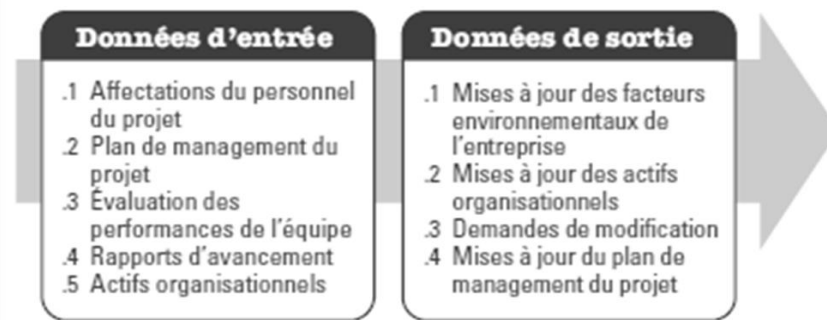 Données d'entrée
.1 Affectations du personnel
du projet
.2 Plan de management du
projet
.3 Évaluation des
performances de l'équipe
.4 Rapports d'avancement
.5 Actifs organisationnels
Données de sortie
.1 Mises à jour des facteurs
environnementaux de
l'entreprise
.2 Mises à jour des actifs
organisationnels
.3 Demandes de modification
.4 Mises à jour du plan de
management du projet